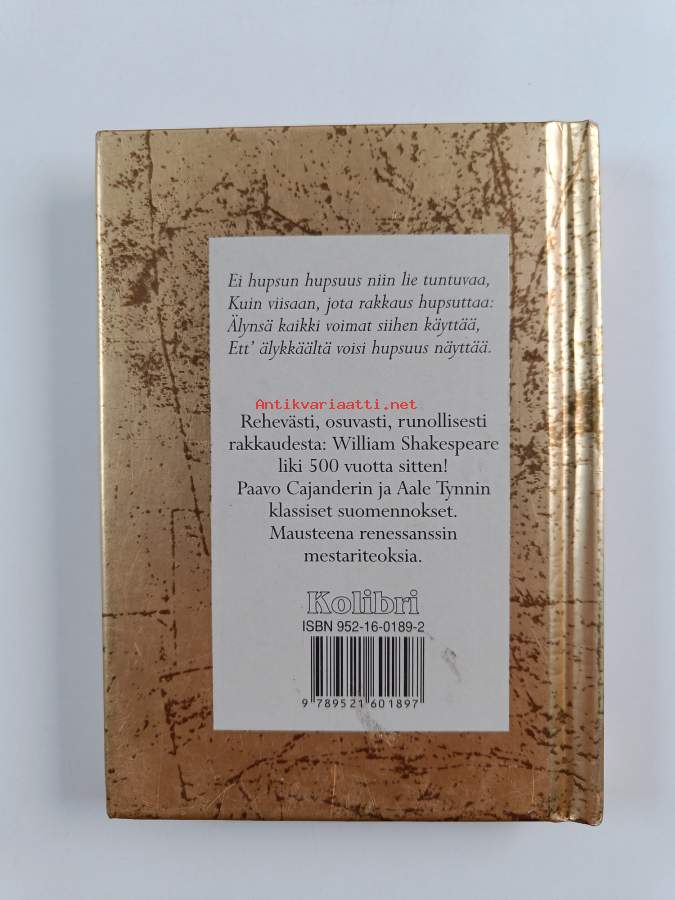 Ei hupsun hupsuus niin lie tuntuvaa,
Kuin viisaan, jota rakkaus hupsuttaa:
Älynsä kaikki voimat siihen käyttää,
Ett' älykkäältä voisi hupsuus näyttää.
Antikvariaatti.net
Rehevästi, osuvasti, runollisesti
rakkaudesta: William Shakespeare
liki 500 vuotta sitten!
Paavo Cajanderin ja Aale Tynnin
klassiset suomennokset.
Mausteena renessanssin
mestariteoksia.
Kolibri
ISBN 952-16-0189-2
9 789521 601897